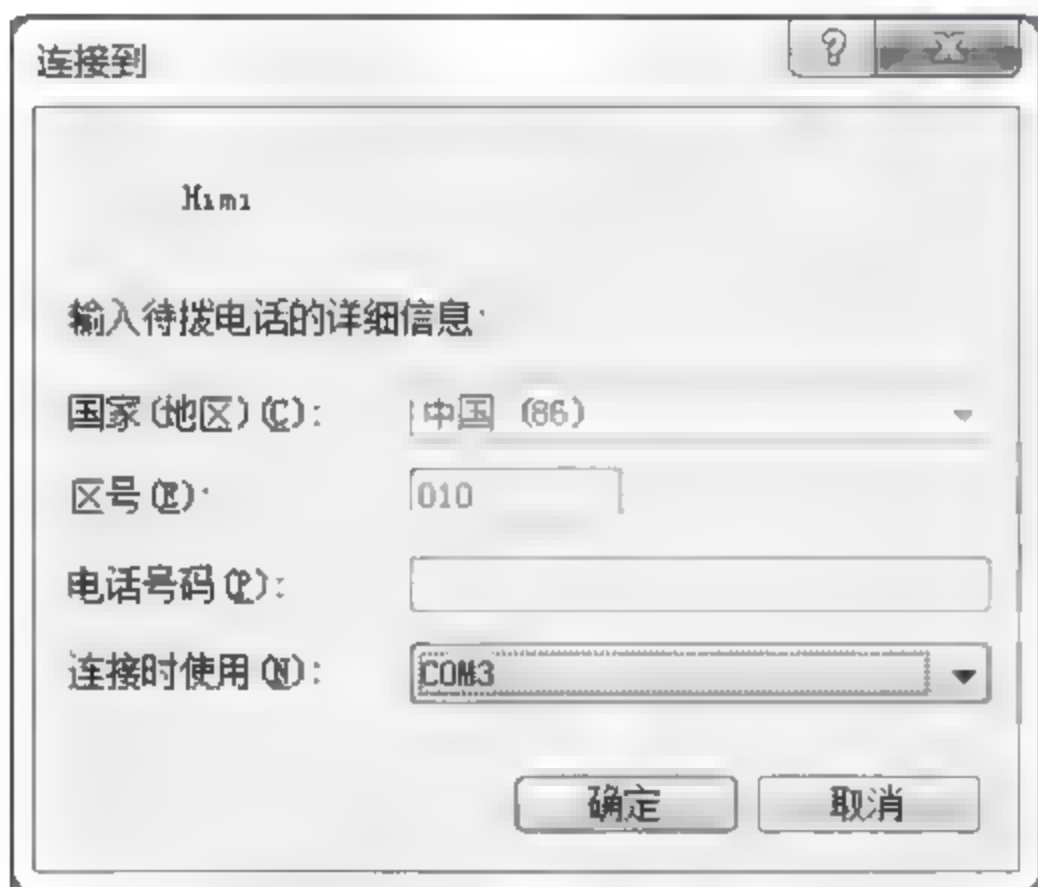 连接到
Himi
输入待拨电话的详细信息:
国家(地区)(C): 中国 (86)
区号(E): 010
电话号码(P):
连接时使用(N): COM3
确定 取消